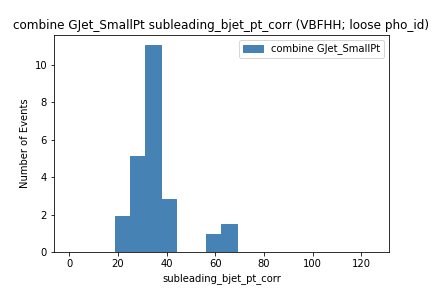 combine GJet_SmallPt subleading_bjet_pt_corr (VBFHH; loose pho_id)
combine GJet_SmallPt
10
8
6
4
2
0
Number of Events
0 20 40 60 80 100 120
subleading_bjet_pt_corr